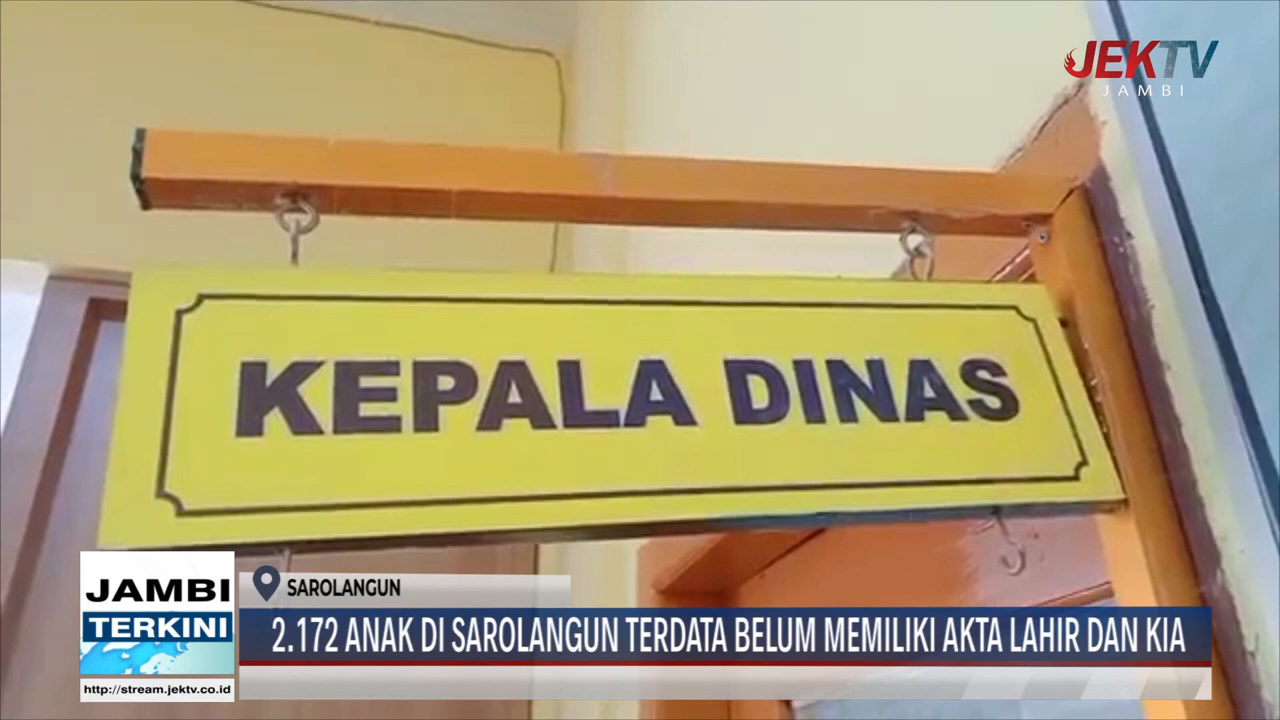 JEKTV
JAMBI
KEPALA DINAS
JAMBI
TERKINI
http://stream.jektv.co.id
SAROLANGUN
2.172 ANAK DI SAROLANGUN TERDATA BELUM MEMILIKI AKTA LAHIR DAN KIA